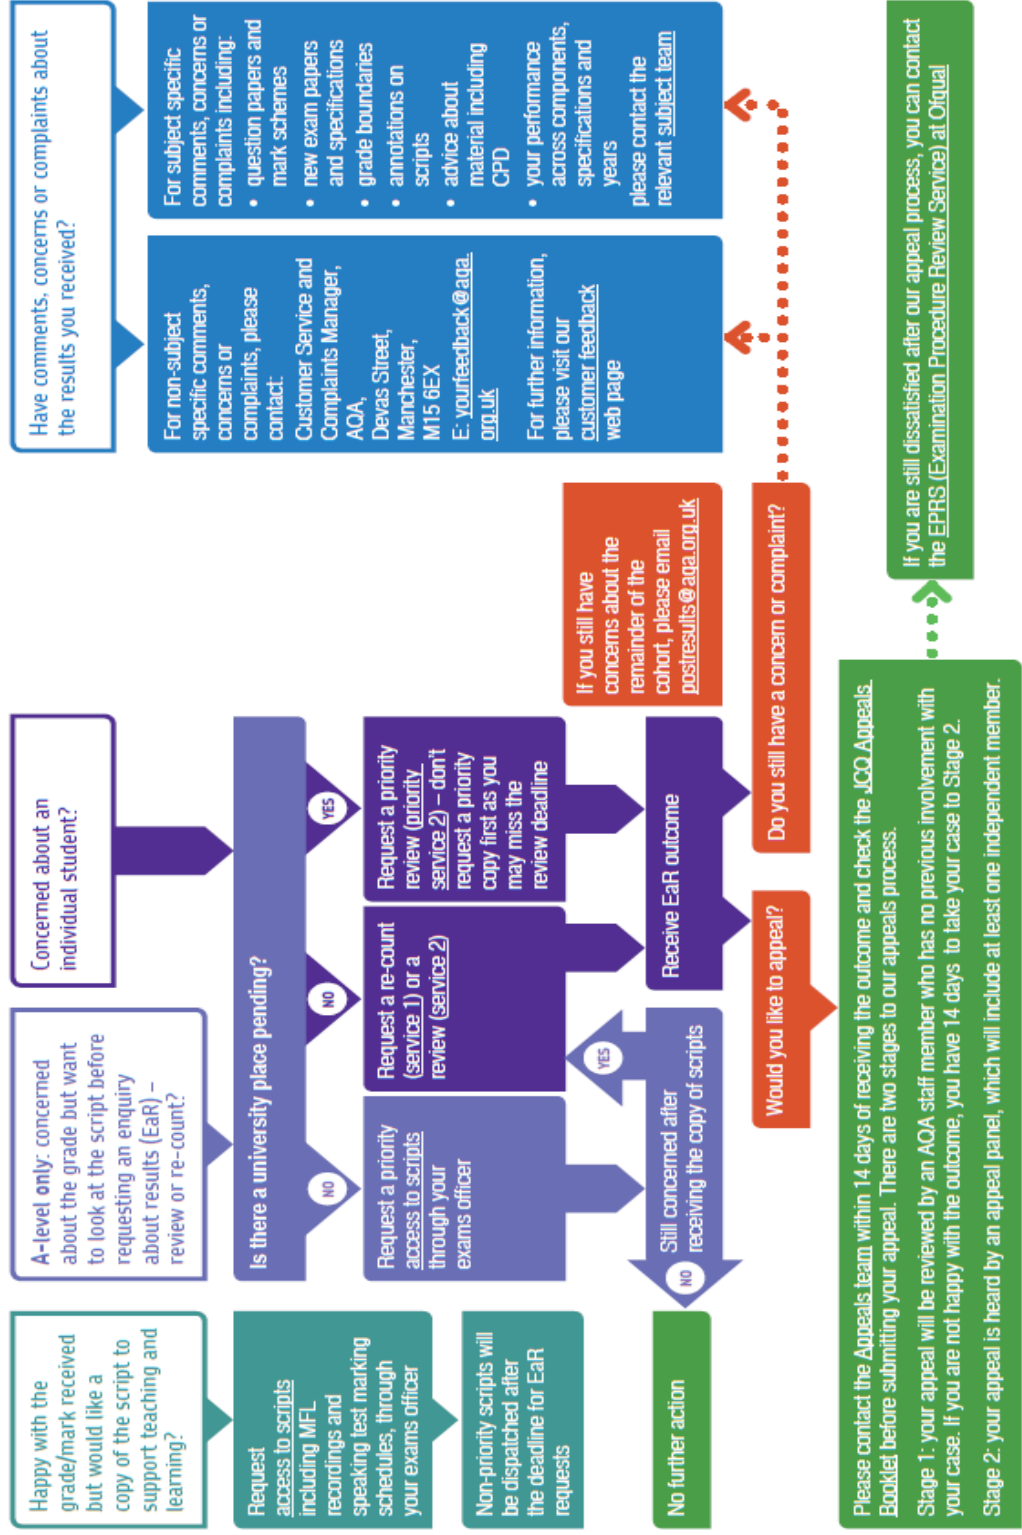 Happy with the
grade/mark received
but would like a
copy of the script to
support teaching and
learning?
Request
access to scripts
including MFL
recordings and
speaking test marking
schedules, through
your exams officer
Non-priority scripts will
be dispatched after
the deadline for EaR
requests
A-level only: concerned
about the grade but want
to look at the script before
requesting an enquiry
about results (EaR) –
review or re-count?
Concerned about an
individual student?
Is there a university place pending?
NO
NO
YES
Request a priority
access to scripts
through your
exams officer
Request a re-count
(service 1) or a
review (service 2)
Request a priority
review (priority
service 2) – don't
request a priority
copy first as you
may miss the
review deadline
Still concerned after
receiving the copy of scripts
NO
YES
No further action
Receive EaR outcome
If you still have
concerns about the
remainder of the
cohort, please email
postresults@aqa.org.uk
Would you like to appeal?
Do you still have a concern or complaint?
Have comments, concerns or complaints about
the results you received?
For non-subject
specific comments,
concerns or
complaints, please
contact:
Customer Service and
Complaints Manager,
AQA,
Devas Street,
Manchester,
M15 6EX
E: yourfeedback@aqa.
org.uk
For further information,
please visit our
customer feedback
web page
For subject specific
comments, concerns or
complaints including:
• question papers and
mark schemes
• new exam papers
and specifications
• grade boundaries
• annotations on
scripts
• advice about
material including
CPD
• your performance
across components,
specifications and
years
please contact the
relevant subject team
Please contact the Appeals team within 14 days of receiving the outcome and check the JCQ Appeals
Booklet before submitting your appeal. There are two stages to our appeals process.
Stage 1: your appeal will be reviewed by an AQA staff member who has no previous involvement with
your case. If you are not happy with the outcome, you have 14 days to take your case to Stage 2.
Stage 2: your appeal is heard by an appeal panel, which will include at least one independent member.
If you are still dissatisfied after our appeal process, you can contact
the EPRS (Examination Procedure Review Service) at Ofqual